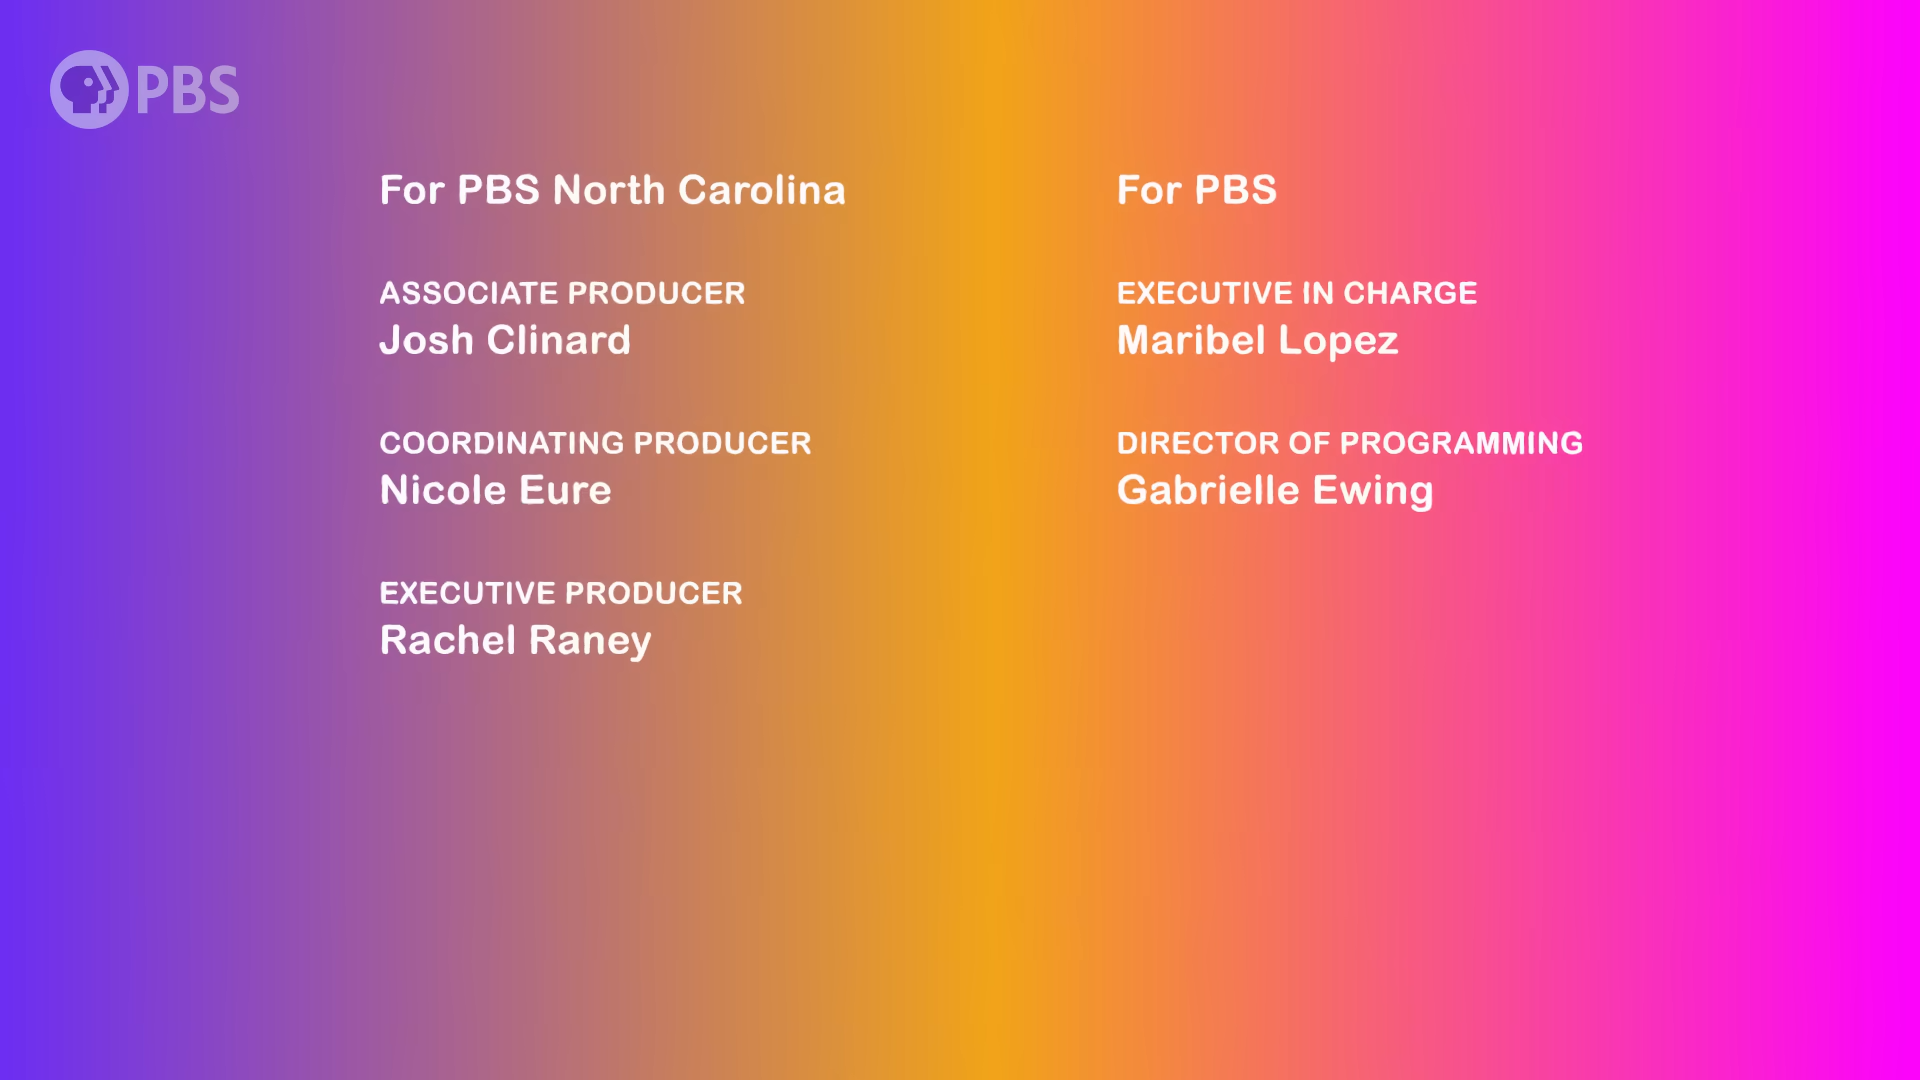 PBS
For PBS North Carolina
ASSOCIATE PRODUCER
Josh Clinard
COORDINATING PRODUCER
Nicole Eure
EXECUTIVE PRODUCER
Rachel Raney
For PBS
EXECUTIVE IN CHARGE
Maribel Lopez
DIRECTOR OF PROGRAMMING
Gabrielle Ewing